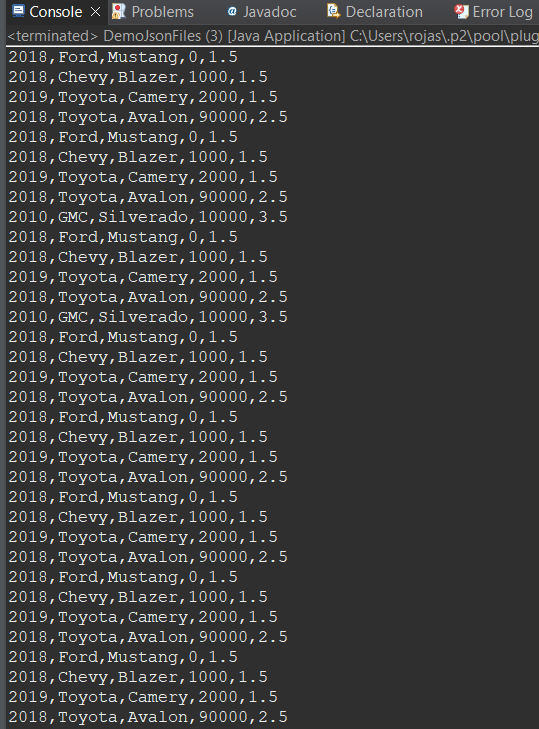 Console Problems @ Javadoc Declaration Error Log
<terminated> DemoJsonFiles (3) [Java Application] C:\Users\rojas\.p2\pool\plug
2018,Ford,Mustang,0,1.5
2018,Chevy,Blazer,1000,1.5
2019,Toyota,Camery,2000,1.5
2018,Toyota,Avalon,90000,2.5
2018,Ford,Mustang,0,1.5
2018,Chevy,Blazer,1000,1.5
2019,Toyota,Camery,2000,1.5
2018,Toyota,Avalon,90000,2.5
2010,GMC,Silverado,10000,3.5
2018,Ford,Mustang,0,1.5
2018,Chevy,Blazer,1000,1.5
2019,Toyota,Camery,2000,1.5
2018,Toyota,Avalon,90000,2.5
2010,GMC,Silverado,10000,3.5
2018,Ford,Mustang,0,1.5
2018,Chevy,Blazer,1000,1.5
2019,Toyota,Camery,2000,1.5
2018,Toyota,Avalon,90000,2.5
2018,Ford,Mustang,0,1.5
2018,Chevy,Blazer,1000,1.5
2019,Toyota,Camery,2000,1.5
2018,Toyota,Avalon,90000,2.5
2018,Ford,Mustang,0,1.5
2018,Chevy,Blazer,1000,1.5
2019,Toyota,Camery,2000,1.5
2018,Toyota,Avalon,90000,2.5
2018,Ford,Mustang,0,1.5
2018,Chevy,Blazer,1000,1.5
2019,Toyota,Camery,2000,1.5
2018,Toyota,Avalon,90000,2.5
2018,Ford,Mustang,0,1.5
2018,Chevy,Blazer,1000,1.5
2019,Toyota,Camery,2000,1.5
2018,Toyota,Avalon,90000,2.5